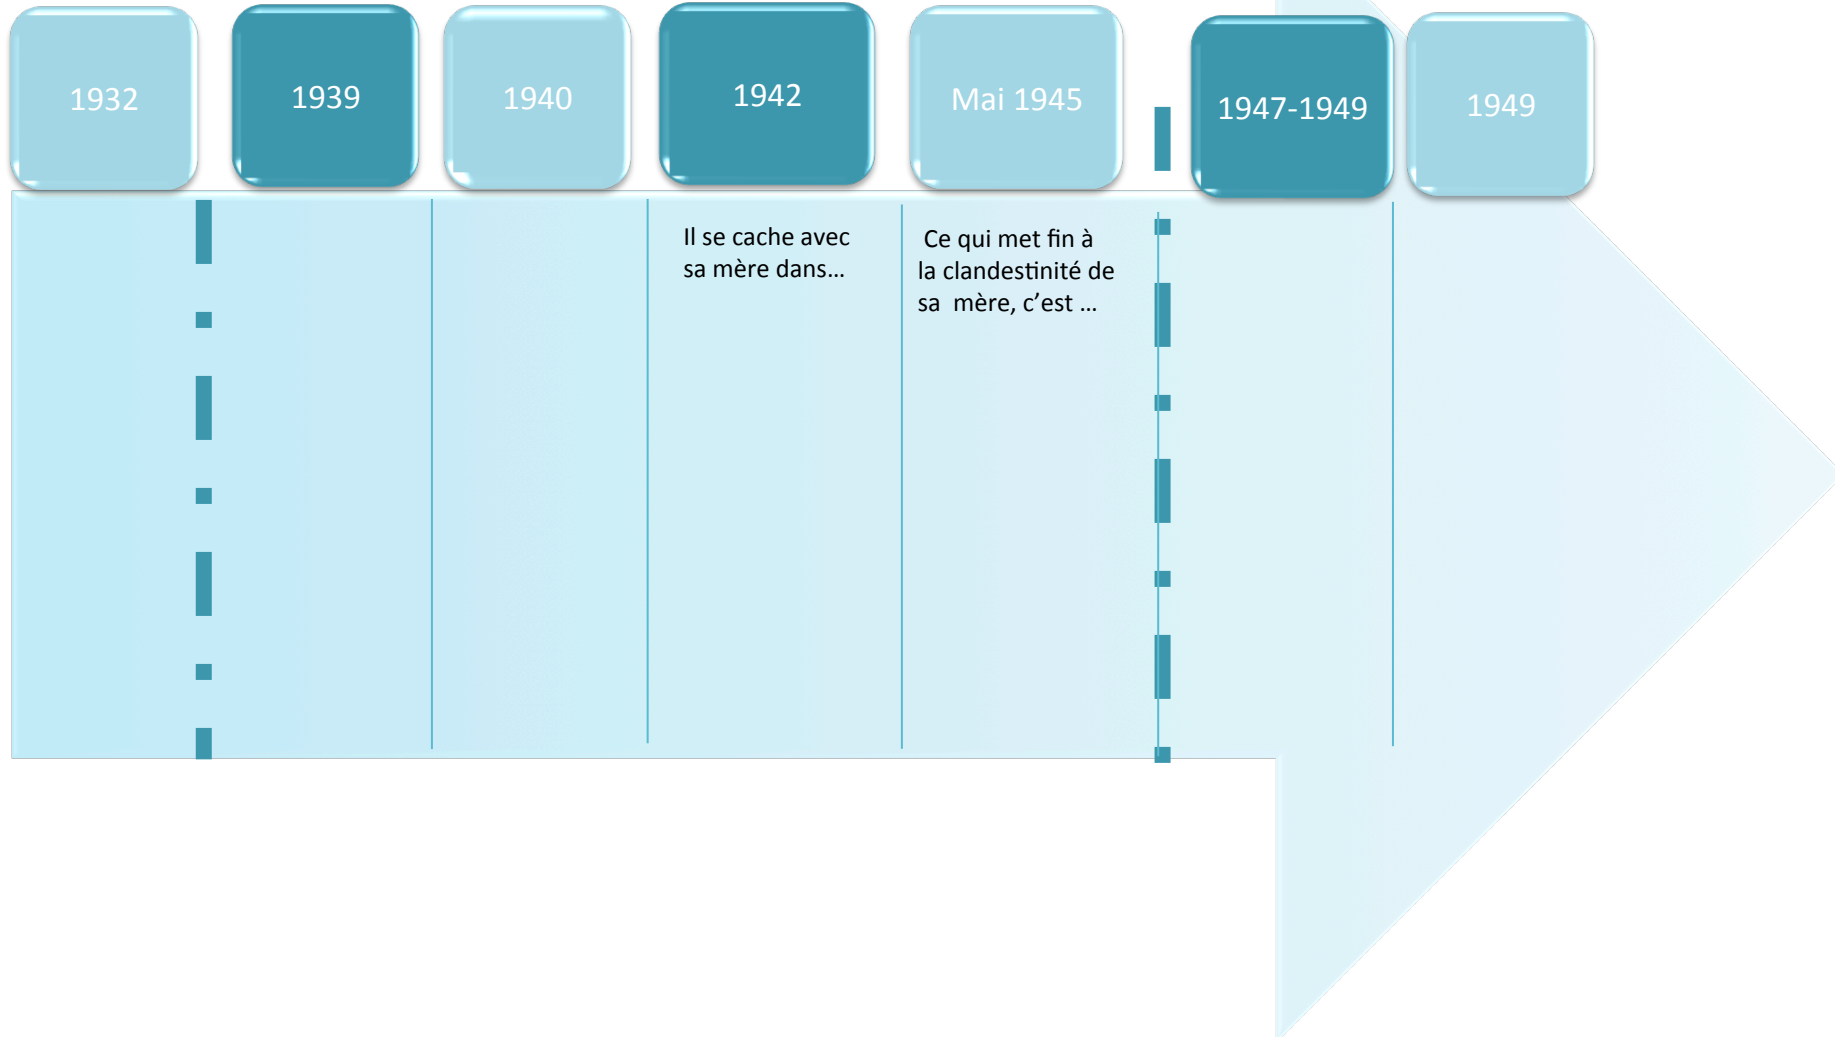 1932
1939
1940
1942
Mai 1945
1947-1949
1949
Il se cache avec
sa mère dans…
Ce qui met fin à
la clandestinité de
sa  mère, c’est …